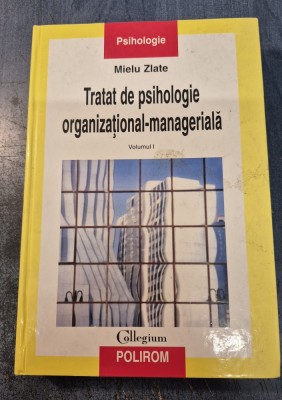 Psihologie
Mielu Zlate
Tratat de psihologie
organizațional-managerială
Volumul I
Collegium
POLIROM